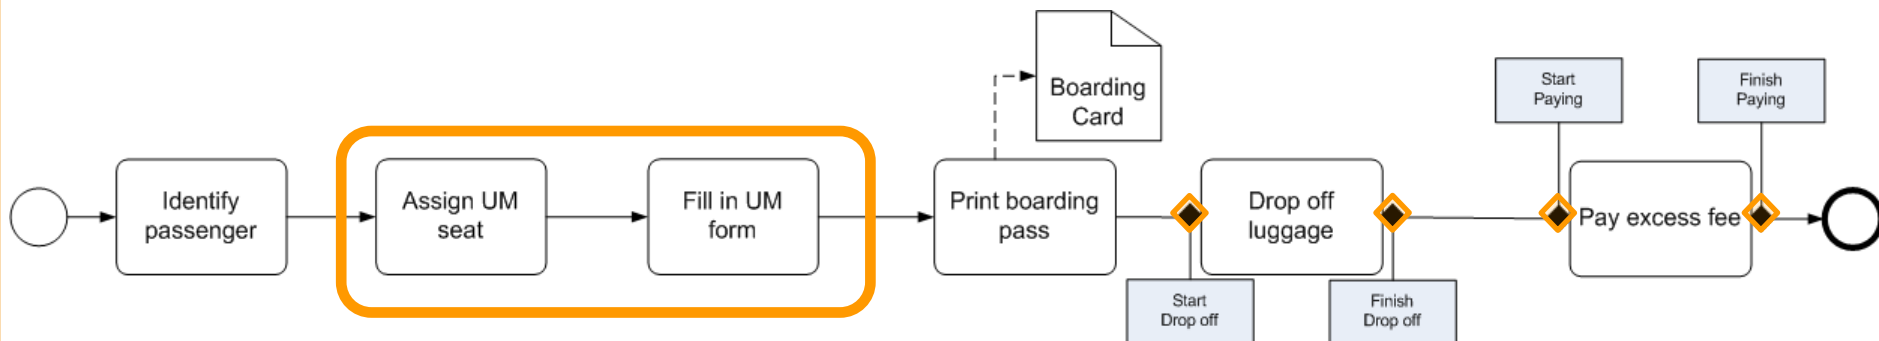 Identify
passenger
Assign UM
seat
Fill in UM
form
Boarding
Card
Print boarding
pass
Start
Drop off
Drop off
luggage
Finish
Drop off
Start
Paying
Pay excess fee
Finish
Paying